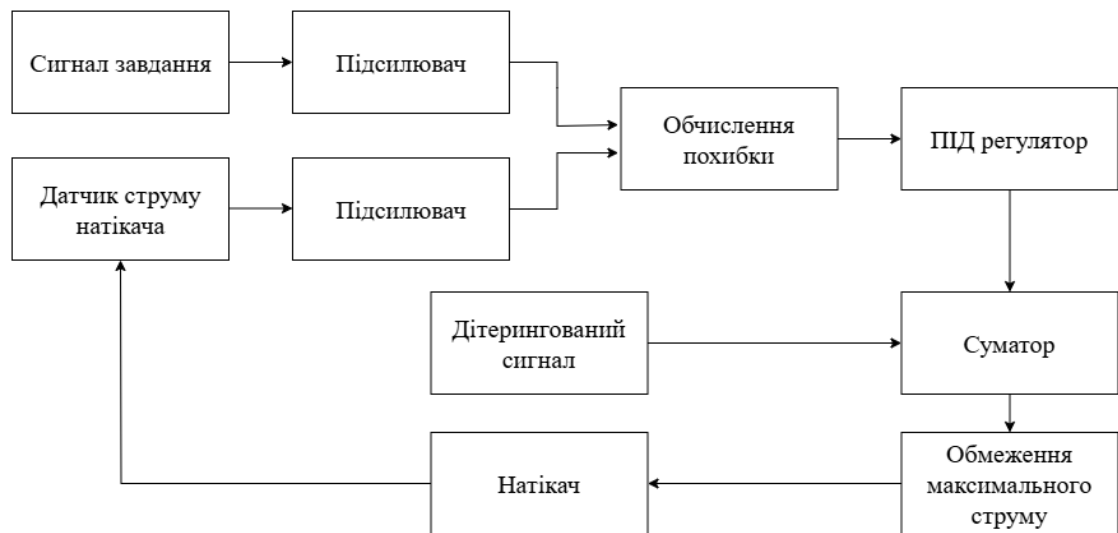 Сигнал завдання
Підсилювач
Обчислення
похибки
ПІД регулятор
Датчик струму
натікача
Підсилювач
Дітерингований
сигнал
Суматор
Натікач
Обмеження
максимального
струму